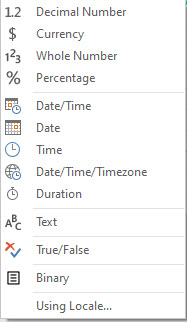 1.2 Decimal Number
$ Currency
1²3 Whole Number
% Percentage
Date/Time
Date
Time
Date/Time/Timezone
Duration
ABC Text
True/False
Binary
Using Locale...